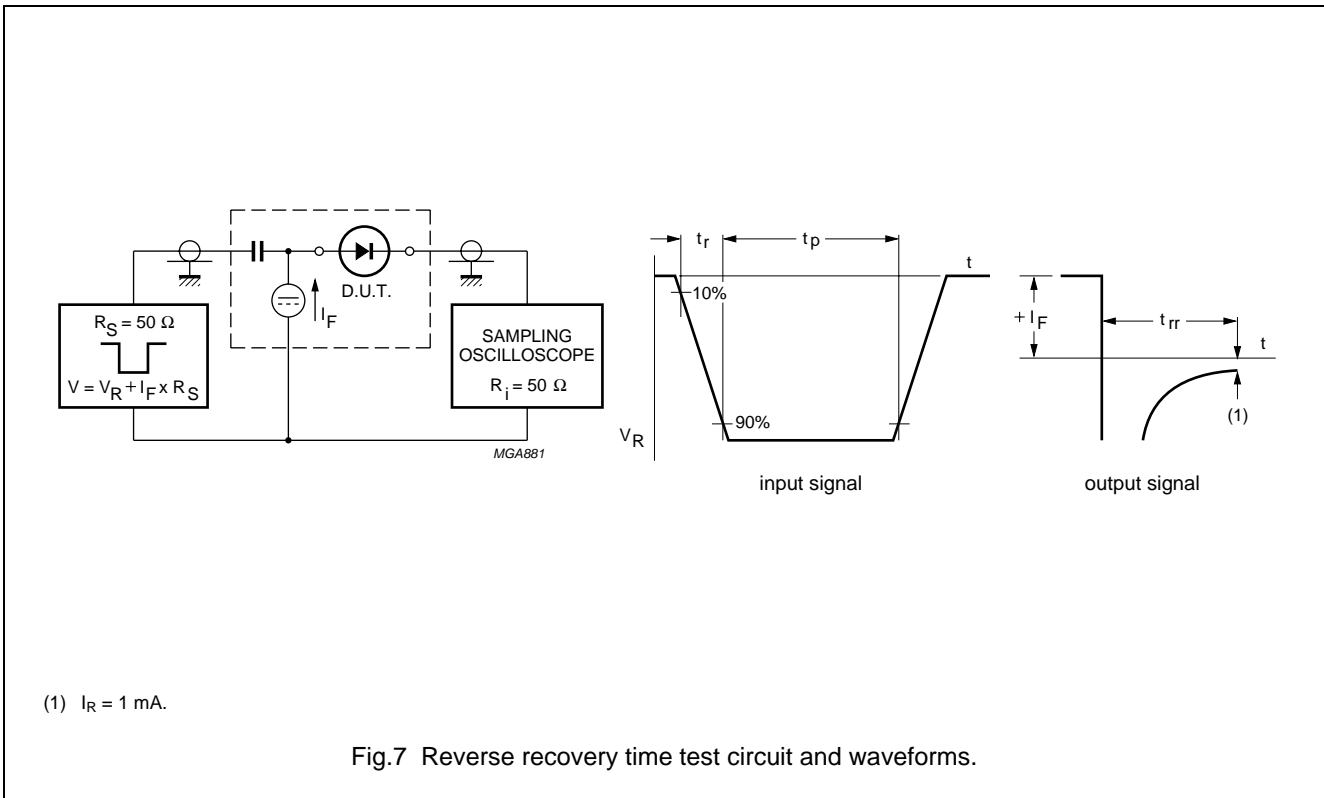 R_S = 50 Ω
V = V_R + I_F x R_S
I_F
D.U.T.
SAMPLING
OSCILLOSCOPE
R_i = 50 Ω
MGA881
t_r
t_p
t
10%
90%
V_R
input signal
+ I_F
t_rr
t
(1)
output signal
(1) I_R = 1 mA.
Fig.7 Reverse recovery time test circuit and waveforms.